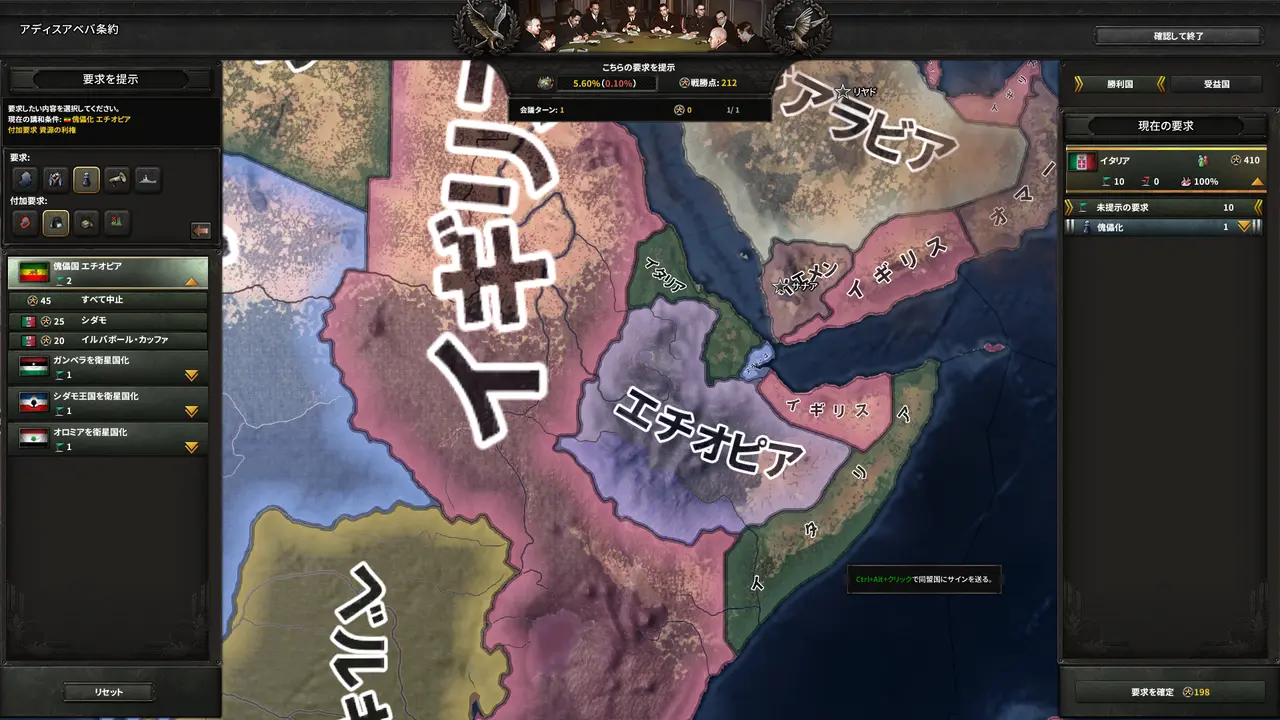 アディスアベバ条約
確認して終了
こちらの要求を提示
5.60%(0.10%)
戦勝点: 212
会議ターン: 1
0
1/ 1
要求を提示
要求したい内容を選択してください。
現在の講和条件: 傀儡化 エチオピア
付加要求 資源の利権
要求:
付加要求:
傀儡国 エチオピア
2
45 すべて中止
25 シダモ
20 イルバボール・カッファ
ガンベラを衛星国化
1
シダモ王国を衛星国化
1
オロミアを衛星国化
1
リセット
勝利国
受益国
現在の要求
イタリア
410
10
0
100%
未提示の要求
10
傀儡化
1
要求を確定 198
リヤド
アラビア
イギリス
オマーン
イエメン
サナア
イギリス
イタリア
エチオピア
イギリス
イタリ
Ctrl+Alt+クリックで同盟国にサインを送る。